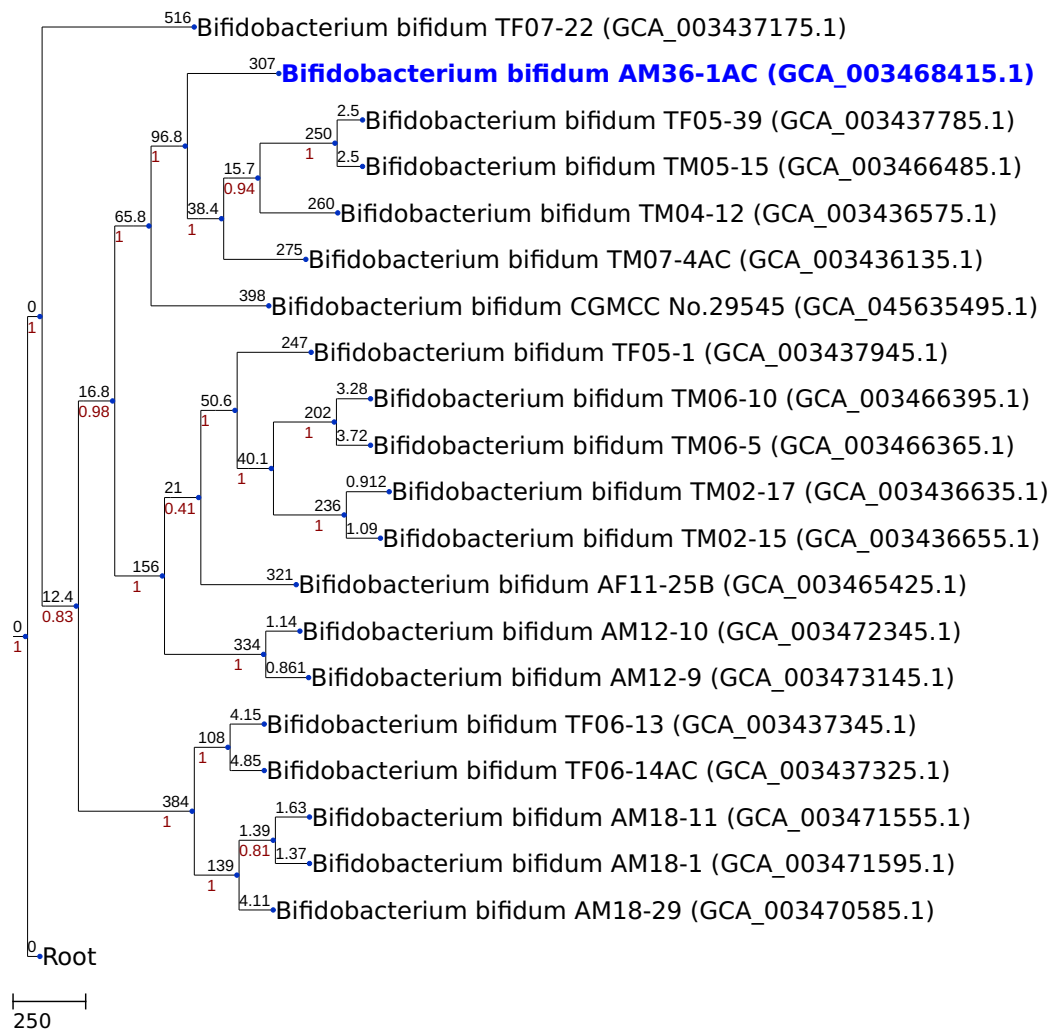 516
Bifidobacterium bifidum TF07-22 (GCA_003437175.1)
307
Bifidobacterium bifidum AM36-1AC (GCA_003468415.1)
2.5
Bifidobacterium bifidum TF05-39 (GCA_003437785.1)
250
1
96.8
1
2.5
Bifidobacterium bifidum TM05-15 (GCA_003466485.1)
15.7
0.94
260
Bifidobacterium bifidum TM04-12 (GCA_003436575.1)
38.4
1
65.8
1
275
Bifidobacterium bifidum TM07-4AC (GCA_003436135.1)
398
Bifidobacterium bifidum CGMCC No.29545 (GCA_045635495.1)
0
1
247
Bifidobacterium bifidum TF05-1 (GCA_003437945.1)
3.28
Bifidobacterium bifidum TM06-10 (GCA_003466395.1)
16.8
0.98
50.6
1
202
1
3.72
Bifidobacterium bifidum TM06-5 (GCA_003466365.1)
40.1
1
0.912
Bifidobacterium bifidum TM02-17 (GCA_003436635.1)
21
0.41
236
1
1.09
Bifidobacterium bifidum TM02-15 (GCA_003436655.1)
156
1
321
Bifidobacterium bifidum AF11-25B (GCA_003465425.1)
12.4
0.83
0
1
1.14
Bifidobacterium bifidum AM12-10 (GCA_003472345.1)
334
1
0.861
Bifidobacterium bifidum AM12-9 (GCA_003473145.1)
4.15
Bifidobacterium bifidum TF06-13 (GCA_003437345.1)
108
1
4.85
Bifidobacterium bifidum TF06-14AC (GCA_003437325.1)
384
1
1.63
Bifidobacterium bifidum AM18-11 (GCA_003471555.1)
1.39
0.81
1.37
Bifidobacterium bifidum AM18-1 (GCA_003471595.1)
139
1
4.11
Bifidobacterium bifidum AM18-29 (GCA_003470585.1)
0
Root
250